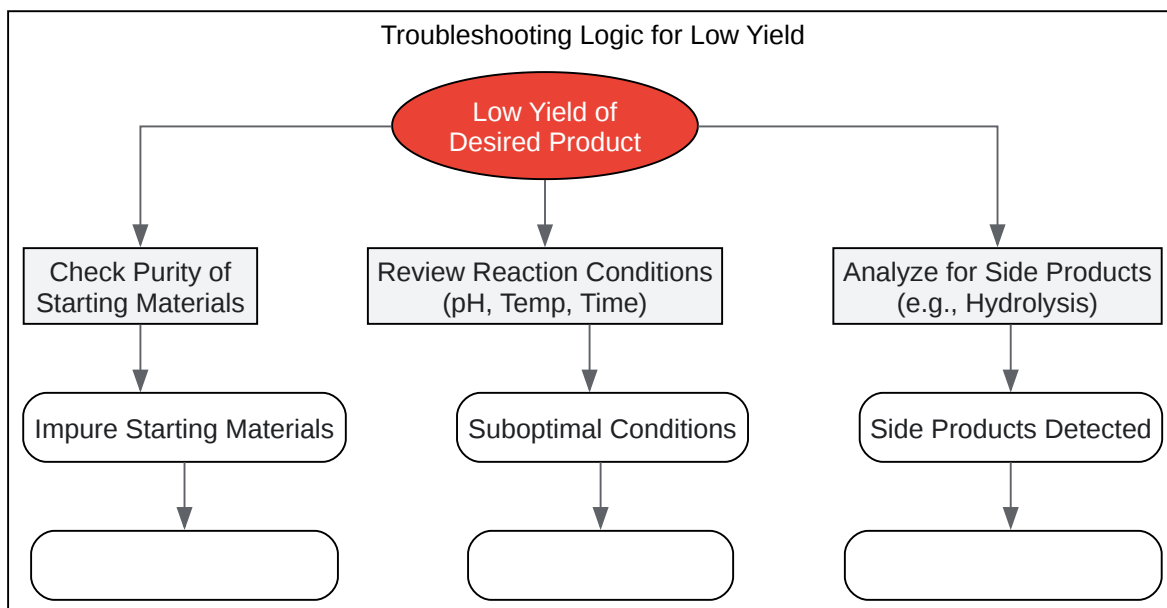 Troubleshooting Logic for Low Yield
Low Yield of
Desired Product
Check Purity of
Starting Materials
Review Reaction Conditions
(pH, Temp, Time)
Analyze for Side Products
(e.g., Hydrolysis)
Impure Starting Materials
Suboptimal Conditions
Side Products Detected